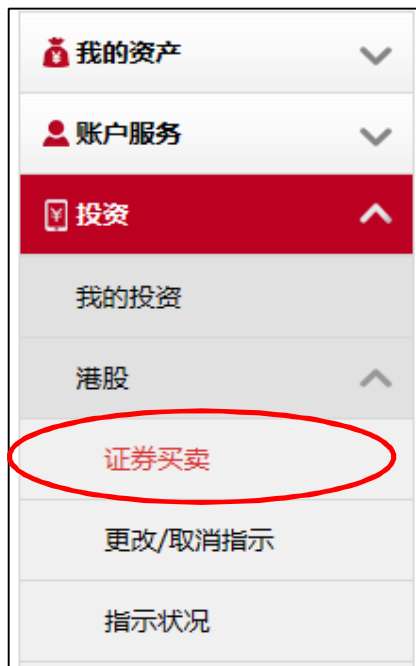 我的资产
账户服务
投资
我的投资
港股
证券买卖
更改/取消指示
指示状况